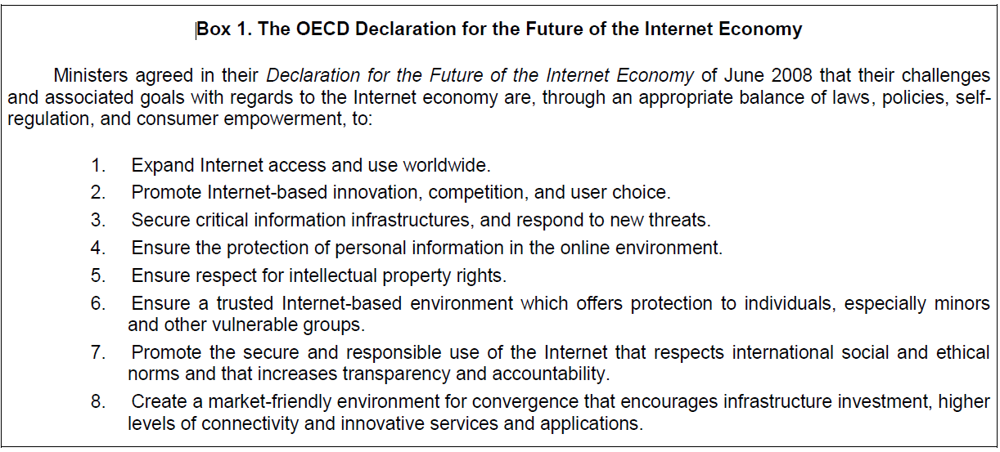 Box 1. The OECD Declaration for the Future of the Internet Economy
Ministers agreed in their Declaration for the Future of the Internet Economy of June 2008 that their challenges
and associated goals with regards to the Internet economy are, through an appropriate balance of laws, policies, self-
regulation, and consumer empowerment, to:
1. Expand Internet access and use worldwide.
2. Promote Internet-based innovation, competition, and user choice.
3. Secure critical information infrastructures, and respond to new threats.
4. Ensure the protection of personal information in the online environment.
5. Ensure respect for intellectual property rights.
6. Ensure a trusted Internet-based environment which offers protection to individuals, especially minors
and other vulnerable groups.
7. Promote the secure and responsible use of the Internet that respects international social and ethical
norms and that increases transparency and accountability.
8. Create a market-friendly environment for convergence that encourages infrastructure investment, higher
levels of connectivity and innovative services and applications.